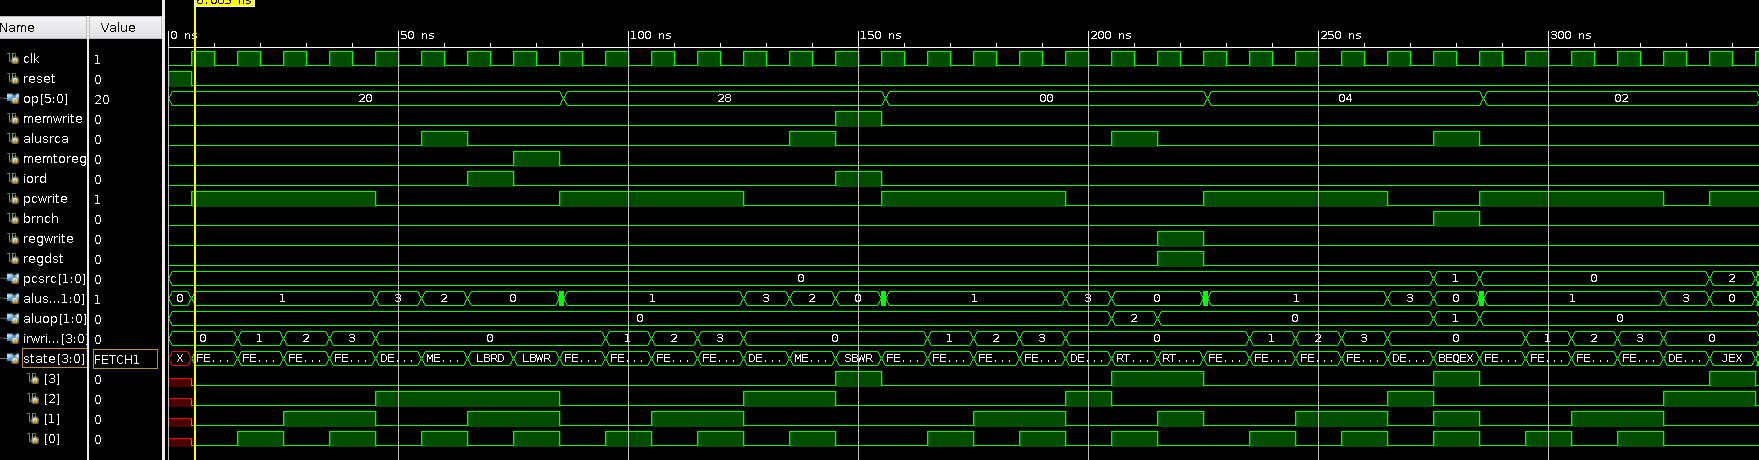 0.005 ns
Name Value
0 ns 50 ns 100 ns 150 ns 200 ns 250 ns 300 ns
clk 1
reset 0
op[5:0] 20 20 28 00 04 02
memwrite 0
alusrca 0
memtoreg 0
iord 0
pcwrite 1
brnch 0
regwrite 0
regdst 0
pcsrc[1:0] 0 0 1 0 2
alus...1:0] 1 0 1 3 2 0 1 3 2 0 1 3 0 1 3 0 1 3 0
aluop[1:0] 0 0 2 0 1 0
irwri...[3:0] 0 0 1 2 3 0 1 2 3 0 1 2 3 0 1 2 3 0 1 2 3 0
state[3:0] FETCH1 X FE... FE... FE... FE... DE... ME... LBRD LBWR FE... FE... FE... FE... DE... ME... SBWR FE... FE... FE... FE... DE... RT... RT... FE... FE... FE... FE... DE... BEQEX FE... FE... FE... FE... DE... JEX
[3] 0
[2] 0
[1] 0
[0] 0